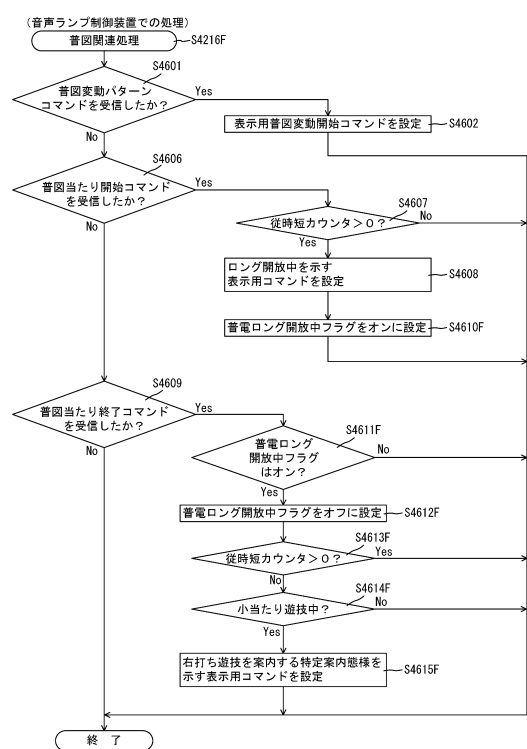 (音声ランプ制御装置での処理)
普図関連処理
S4216F
S4601
普図変動パターン
コマンドを受信したか?
Yes
No
表示用普図変動開始コマンドを設定
S4602
S4606
普図当たり開始コマンド
を受信したか?
Yes
No
S4607
従時短カウンタ>0?
No
Yes
ロング開放中を示す
表示用コマンドを設定
S4608
普電ロング開放中フラグをオンに設定
S4610F
S4609
普図当たり終了コマンド
を受信したか?
Yes
No
S4611F
普電ロング
開放中フラグ
はオン?
No
Yes
普電ロング開放中フラグをオフに設定
S4612F
S4613F
従時短カウンタ>0?
Yes
No
S4614F
小当たり遊技中?
No
Yes
右打ち遊技を案内する特定案内態様を
示す表示用コマンドを設定
S4615F
終 了